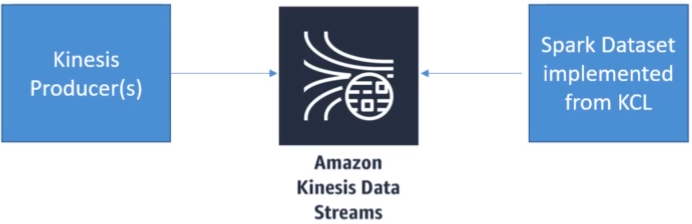 Kinesis
Producer(s)
Amazon
Kinesis Data
Streams
Spark Dataset
implemented
from KCL